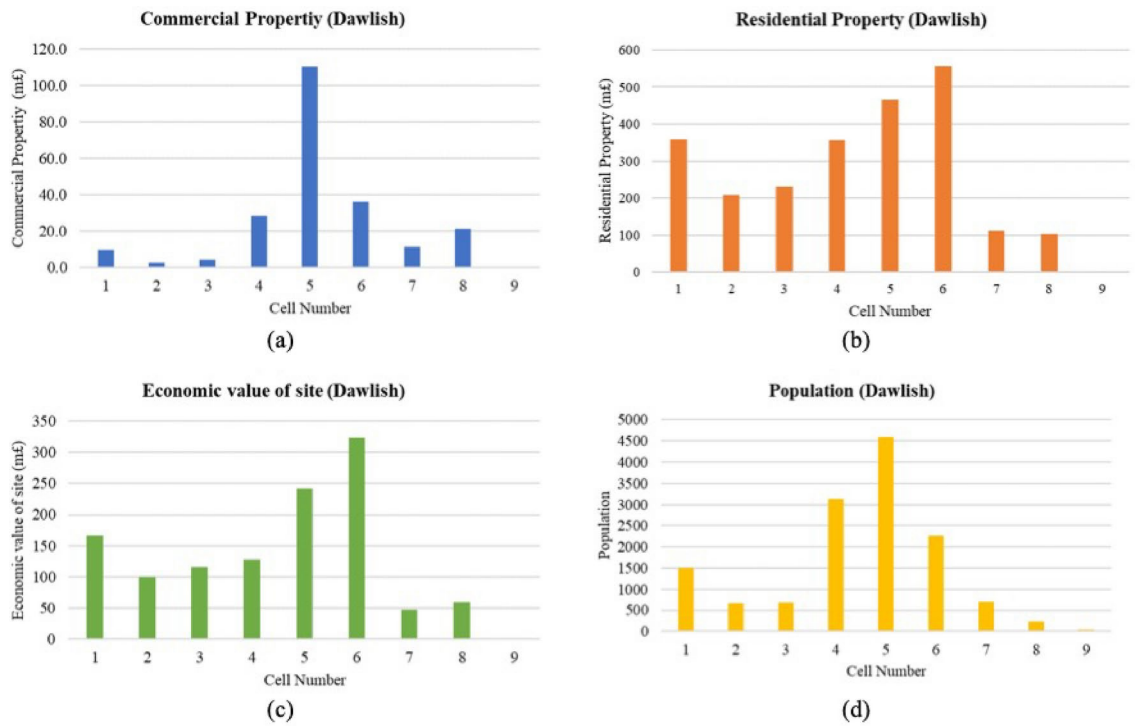 Commercial Propertiy (Dawlish)
120.0
100.0
80.0
60.0
40.0
20.0
0.0
Commercial Propertiy (m£)
1 2 3 4 5 6 7 8 9
Cell Number
(a)
Residential Property (Dawlish)
600
500
400
300
200
100
0
Residential Property (m£)
1 2 3 4 5 6 7 8 9
Cell Number
(b)
Economic value of site (Dawlish)
350
300
250
200
150
100
50
0
Economic value of site (m£)
1 2 3 4 5 6 7 8 9
Cell Number
(c)
Population (Dawlish)
5000
4500
4000
3500
3000
2500
2000
1500
1000
500
0
Population
1 2 3 4 5 6 7 8 9
Cell Number
(d)